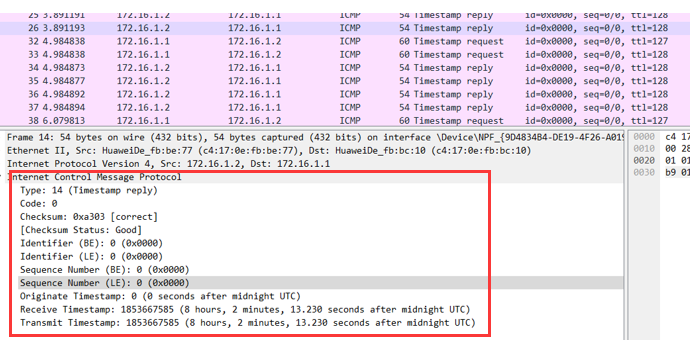 25 3.891191 172.16.1.2 172.16.1.1 ICMP 54 Timestamp reply id=0x0000, seq=0/0, ttl=128
26 3.891193 172.16.1.2 172.16.1.1 ICMP 54 Timestamp reply id=0x0000, seq=0/0, ttl=128
32 4.984838 172.16.1.1 172.16.1.2 ICMP 60 Timestamp request id=0x0000, seq=0/0, ttl=127
33 4.984838 172.16.1.1 172.16.1.2 ICMP 60 Timestamp request id=0x0000, seq=0/0, ttl=127
34 4.984873 172.16.1.2 172.16.1.1 ICMP 54 Timestamp reply id=0x0000, seq=0/0, ttl=128
35 4.984877 172.16.1.2 172.16.1.1 ICMP 54 Timestamp reply id=0x0000, seq=0/0, ttl=128
36 4.984892 172.16.1.2 172.16.1.1 ICMP 54 Timestamp reply id=0x0000, seq=0/0, ttl=128
37 4.984894 172.16.1.2 172.16.1.1 ICMP 54 Timestamp reply id=0x0000, seq=0/0, ttl=128
38 6.079813 172.16.1.1 172.16.1.2 ICMP 60 Timestamp request id=0x0000, seq=0/0, ttl=127
Frame 14: 54 bytes on wire (432 bits), 54 bytes captured (432 bits) on interface \Device\NPF_{9D4834B4-DE19-4F26-A019 0000 c4 17
Ethernet II, Src: HuaweiDe_fb:be:77 (c4:17:0e:fb:be:77), Dst: HuaweiDe_fb:bc:10 (c4:17:0e:fb:bc:10) 0010 00 28
Internet Protocol Version 4, Src: 172.16.1.2, Dst: 172.16.1.1 0020 01 01
Internet Control Message Protocol 0030 b9 01
Type: 14 (Timestamp reply)
Code: 0
Checksum: 0xa303 [correct]
[Checksum Status: Good]
Identifier (BE): 0 (0x0000)
Identifier (LE): 0 (0x0000)
Sequence Number (BE): 0 (0x0000)
Sequence Number (LE): 0 (0x0000)
Originate Timestamp: 0 (0 seconds after midnight UTC)
Receive Timestamp: 1853667585 (8 hours, 2 minutes, 13.230 seconds after midnight UTC)
Transmit Timestamp: 1853667585 (8 hours, 2 minutes, 13.230 seconds after midnight UTC)